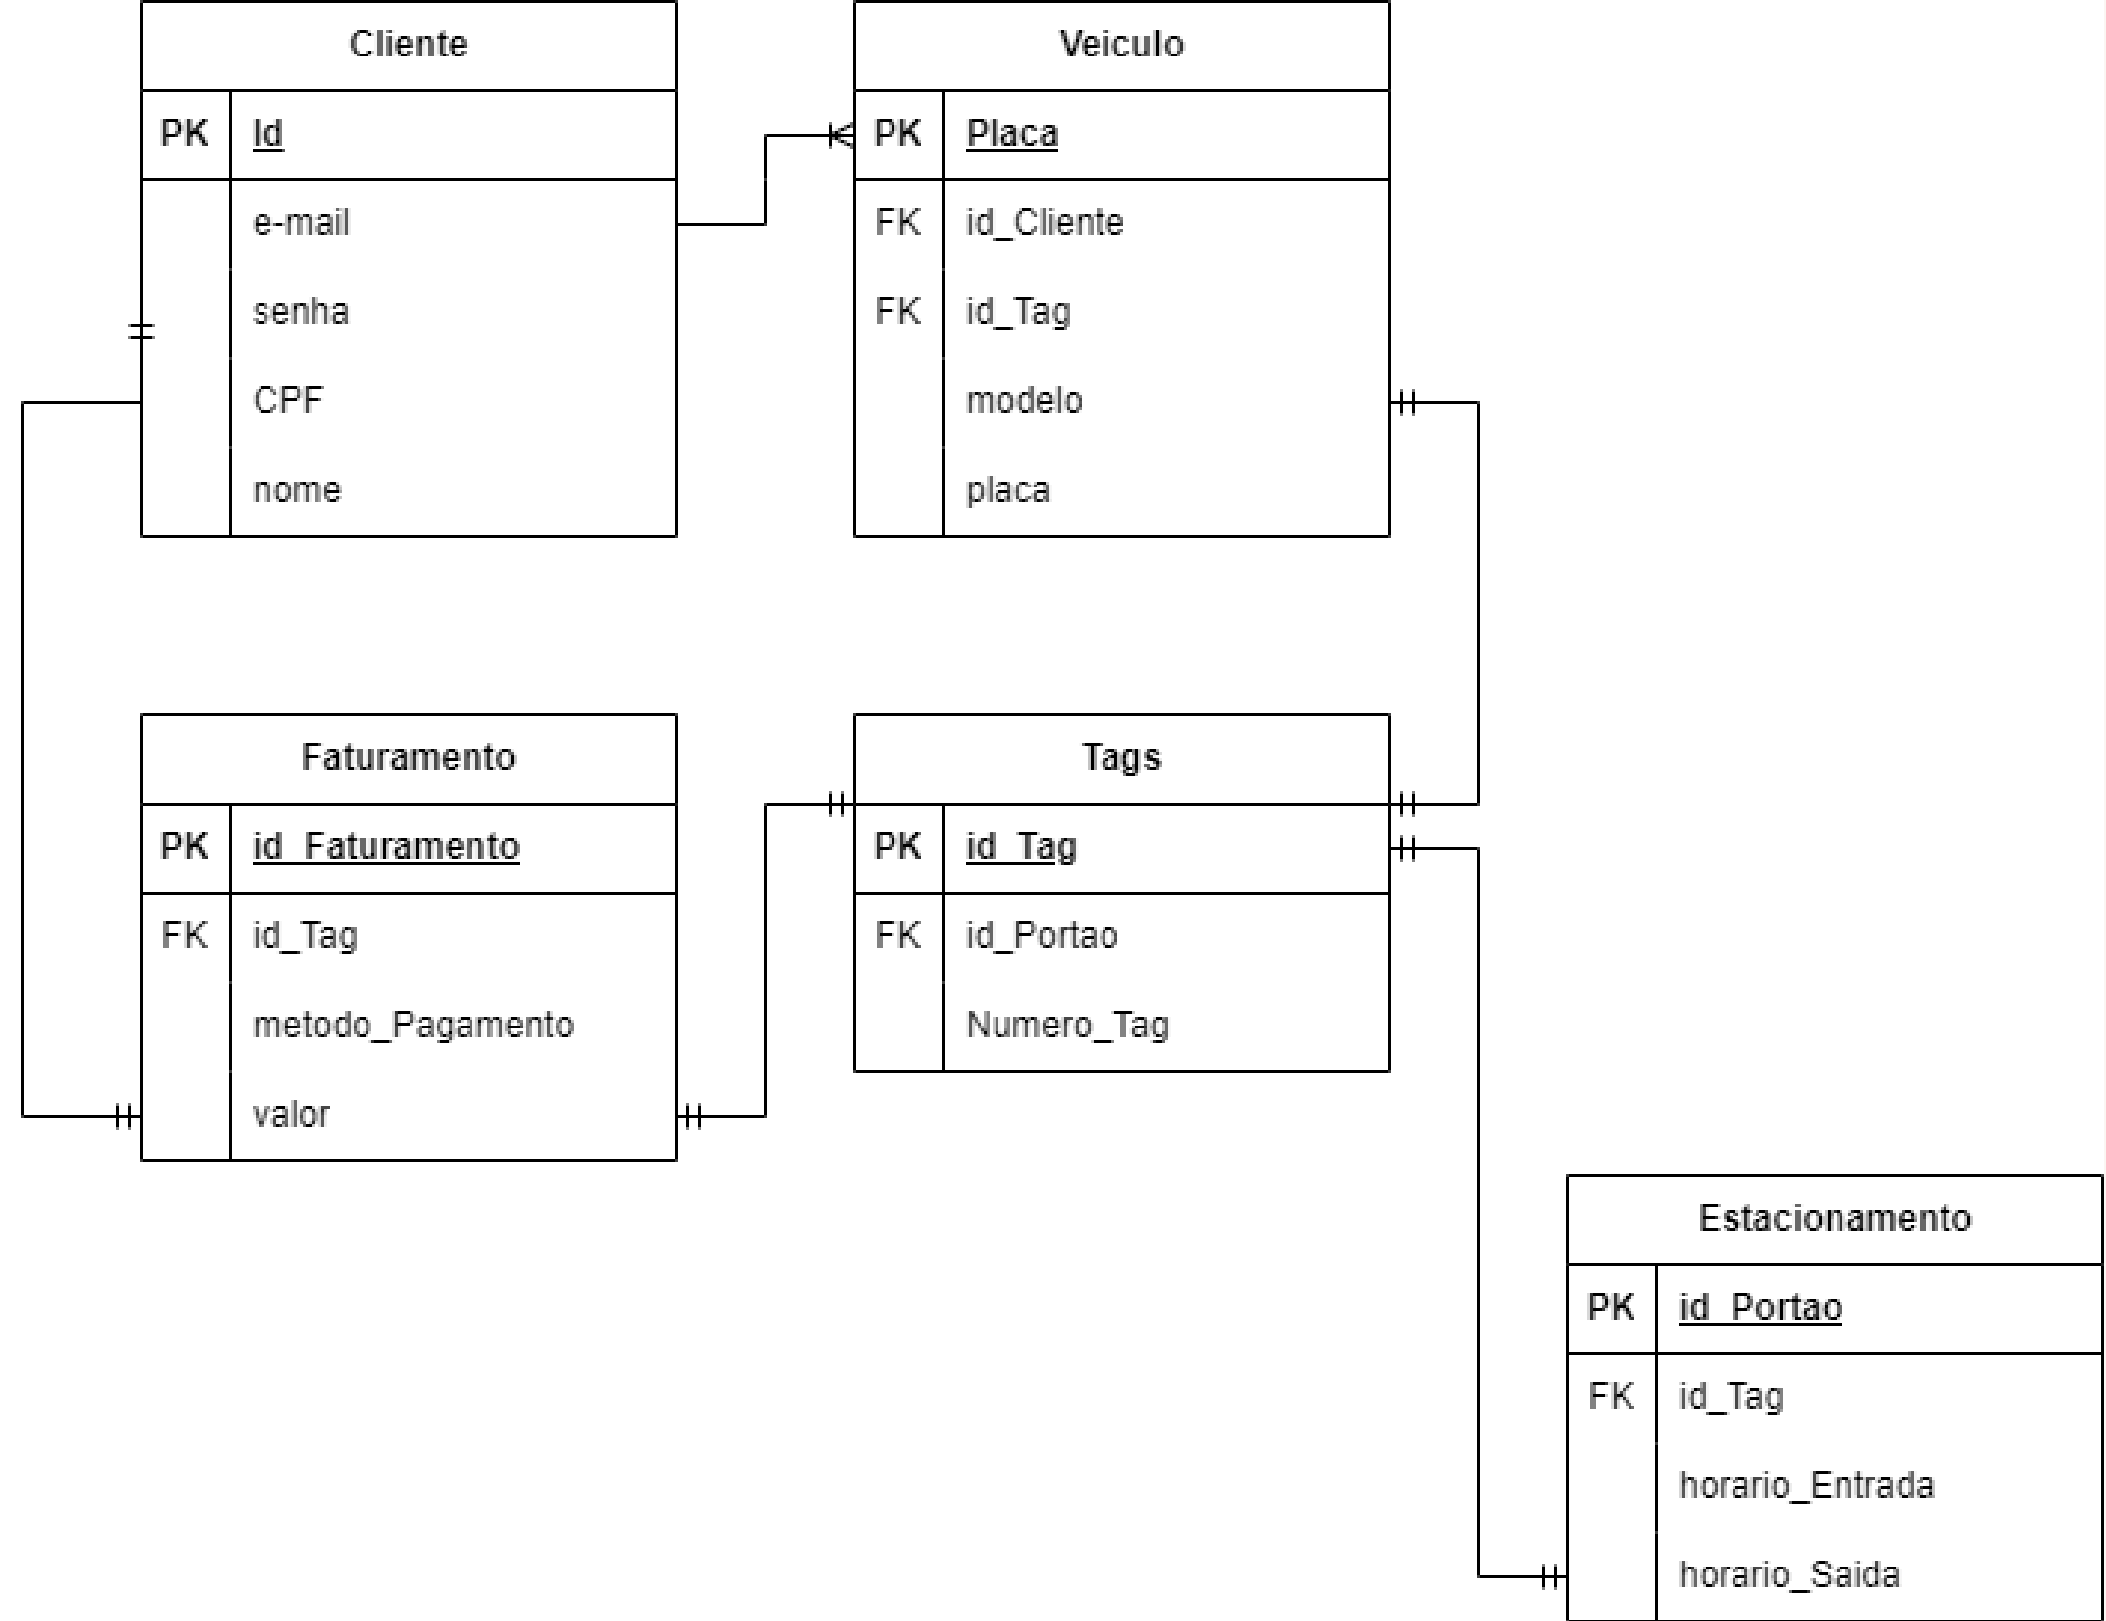 Cliente
PK Id
e-mail
senha
CPF
nome
Veiculo
PK Placa
FK id_Cliente
FK id_Tag
modelo
placa
Faturamento
PK id_Faturamento
FK id_Tag
metodo_Pagamento
valor
Tags
PK id_Tag
FK id_Portao
Numero_Tag
Estacionamento
PK id_Portao
FK id_Tag
horario_Entrada
horario_Saida